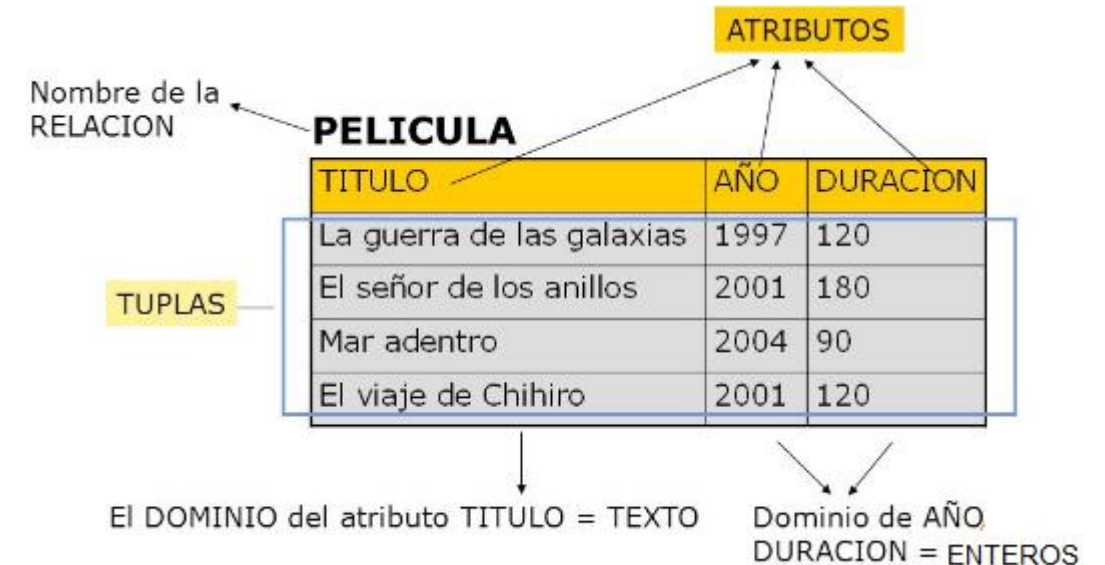 ATRIBUTOS
Nombre de la
RELACION
PELICULA
TITULO AÑO DURACION
La guerra de las galaxias 1997 120
El señor de los anillos 2001 180
TUPLAS
Mar adentro 2004 90
El viaje de Chihiro 2001 120
El DOMINIO del atributo TITULO = TEXTO
Dominio de AÑO,
DURACION = ENTEROS